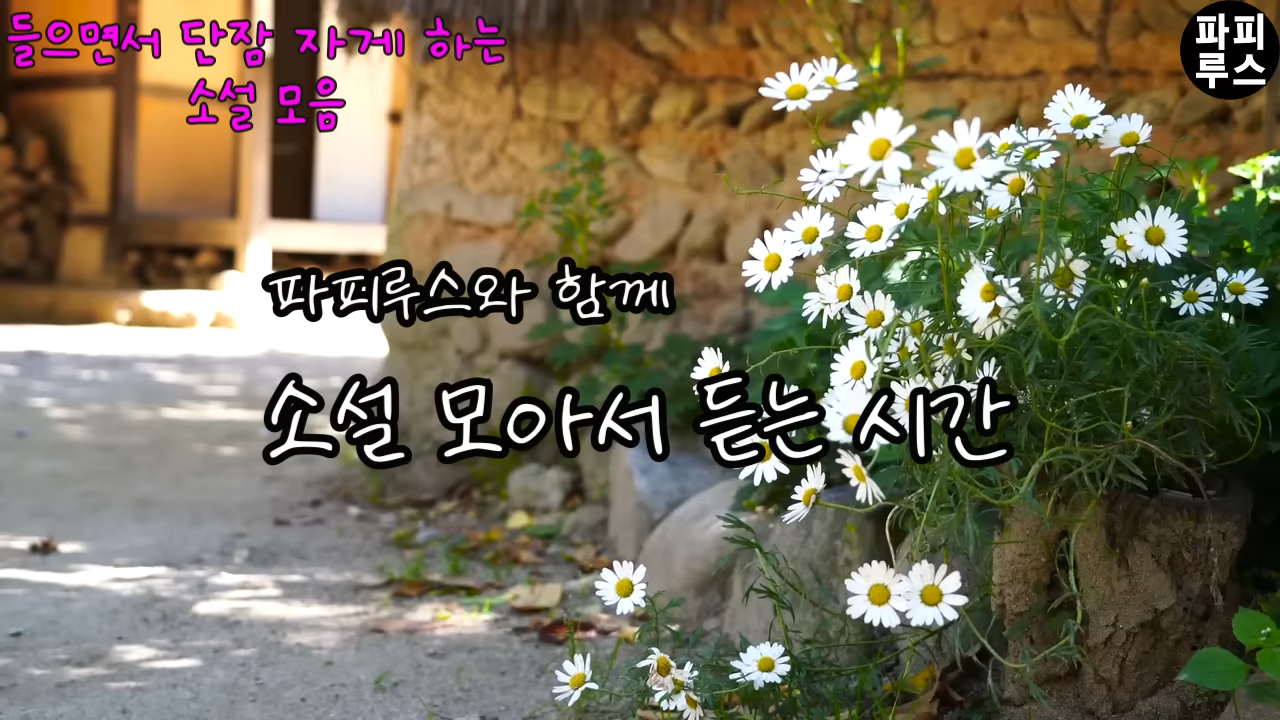 들으면서 단잠 자게 하는
소설 모음
파피
루스
파피루스와 함께
소설 모아서 듣는 시간